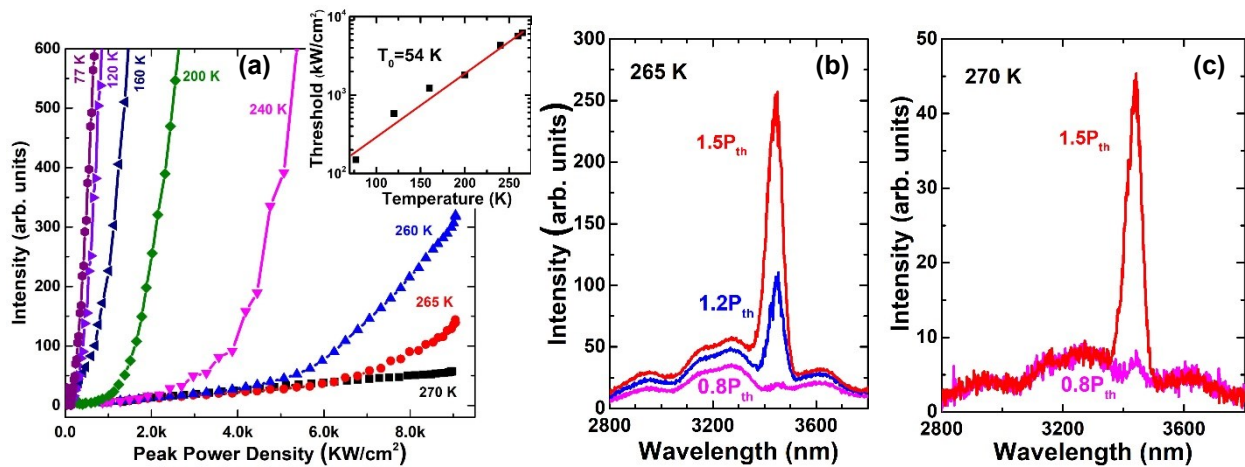 (a)
Intensity (arb. units)
600
500
400
300
200
100
0
0.0
2.0k
4.0k
6.0k
8.0k
Peak Power Density (KW/cm²)
77 K
120 K
160 K
200 K
240 K
260 K
265 K
270 K
Threshold (kW/cm²)
10⁴
10³
10²
T₀=54 K
100
150
200
250
Temperature (K)
(b)
265 K
Intensity (arb. units)
300
250
200
150
100
50
0
1.5Pth
1.2Pth
0.8Pth
2800
3200
3600
Wavelength (nm)
(c)
270 K
Intensity (arb. units)
50
40
30
20
10
0
1.5Pth
0.8Pth
2800
3200
3600
Wavelength (nm)